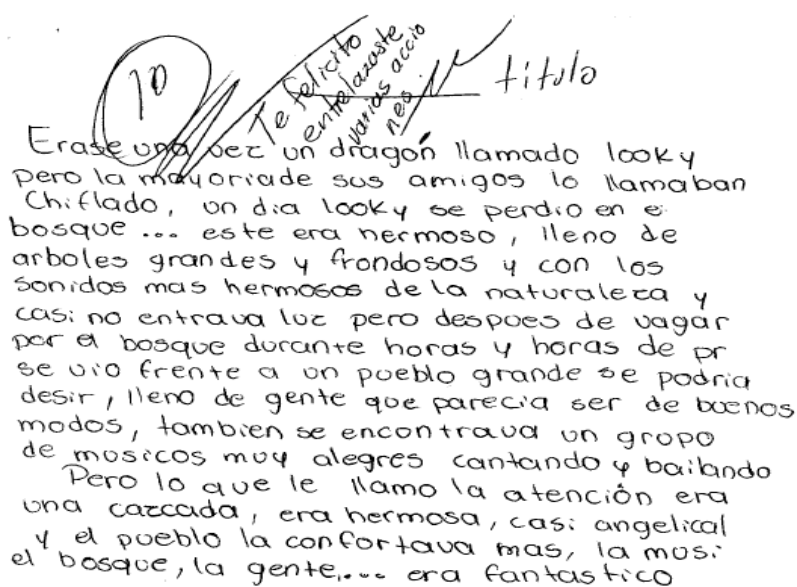 10
Te felicito
entrelazaste
varias accio
nes.
título
Erase una vez un dragón llamado looky
pero la mayoriade sus amigos lo llamaban
Chiflado, un dia looky se perdio en e
bosque ... este era hermoso, lleno de
arboles grandes y frondosos y con los
sonidos mas hermosos de la naturaleza y
casi no entrava luz pero despues de vagar
por el bosque durante horas y horas de pr
se vio frente a un pueblo grande se podria
desir, lleno de gente que parecia ser de buenos
modos, tambien se encontrava un grupo
de musicos muy alegres cantando y bailando
Pero lo que le llamo la atención era
una cazcada, era hermosa, casi angelical
y el pueblo la confortava mas, la musi
el bosque, la gente.... era fantastico